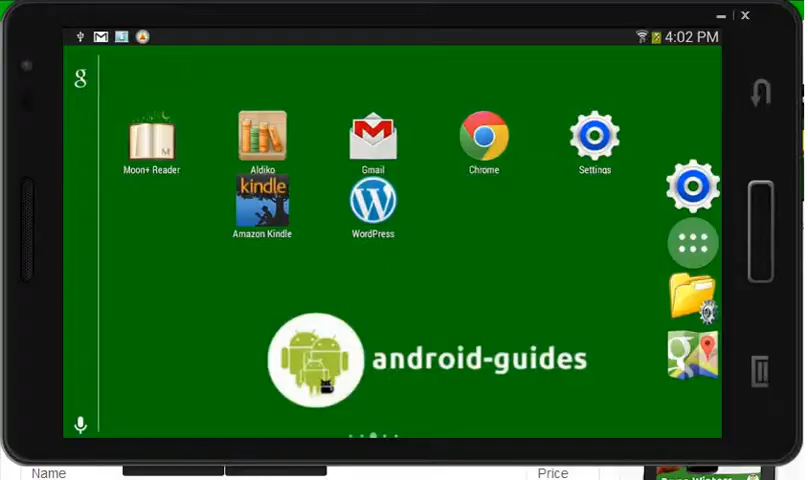 4:02 PM
g
Moon+ Reader
Aldiko
Gmail
Chrome
Settings
kindle
Amazon Kindle
WordPress
android-guides
Name
Price